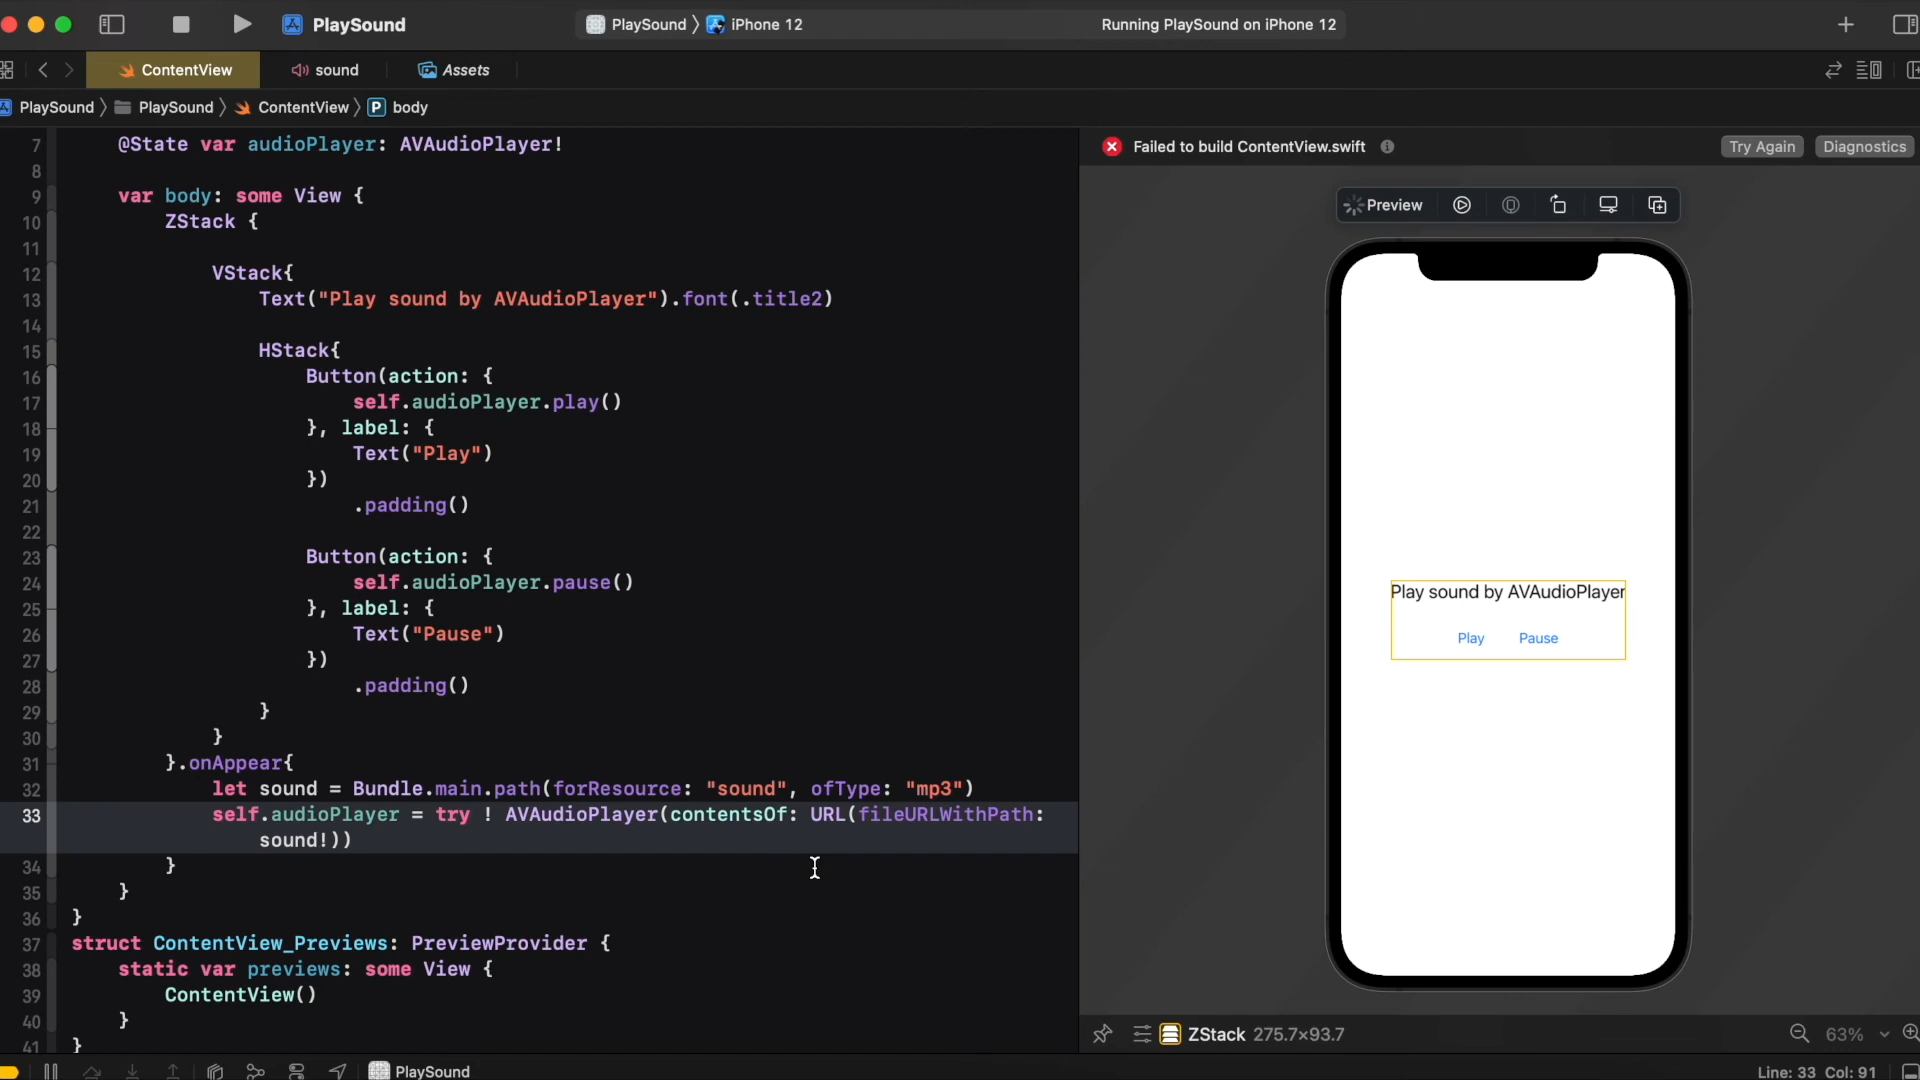 PlaySound
PlaySound 〉 iPhone 12
Running PlaySound on iPhone 12
ContentView
sound
Assets
PlaySound 〉 PlaySound 〉 ContentView 〉 P body
7 @State var audioPlayer: AVAudioPlayer!
8
9 var body: some View {
10 ZStack {
11
12 VStack{
13 Text("Play sound by AVAudioPlayer").font(.title2)
14
15 HStack{
16 Button(action: {
17 self.audioPlayer.play()
18 }, label: {
19 Text("Play")
20 })
21 .padding()
22
23 Button(action: {
24 self.audioPlayer.pause()
25 }, label: {
26 Text("Pause")
27 })
28 .padding()
29 }
30 }
31 }.onAppear{
32 let sound = Bundle.main.path(forResource: "sound", ofType: "mp3")
33 self.audioPlayer = try ! AVAudioPlayer(contentsOf: URL(fileURLWithPath:
sound!))
34 }
35 }
36 }
37 struct ContentView_Previews: PreviewProvider {
38 static var previews: some View {
39 ContentView()
40 }
41 }
Failed to build ContentView.swift
Try Again
Diagnostics
Preview
Play sound by AVAudioPlayer
Play Pause
ZStack 275.7×93.7
63%
PlaySound
Line: 33 Col: 91